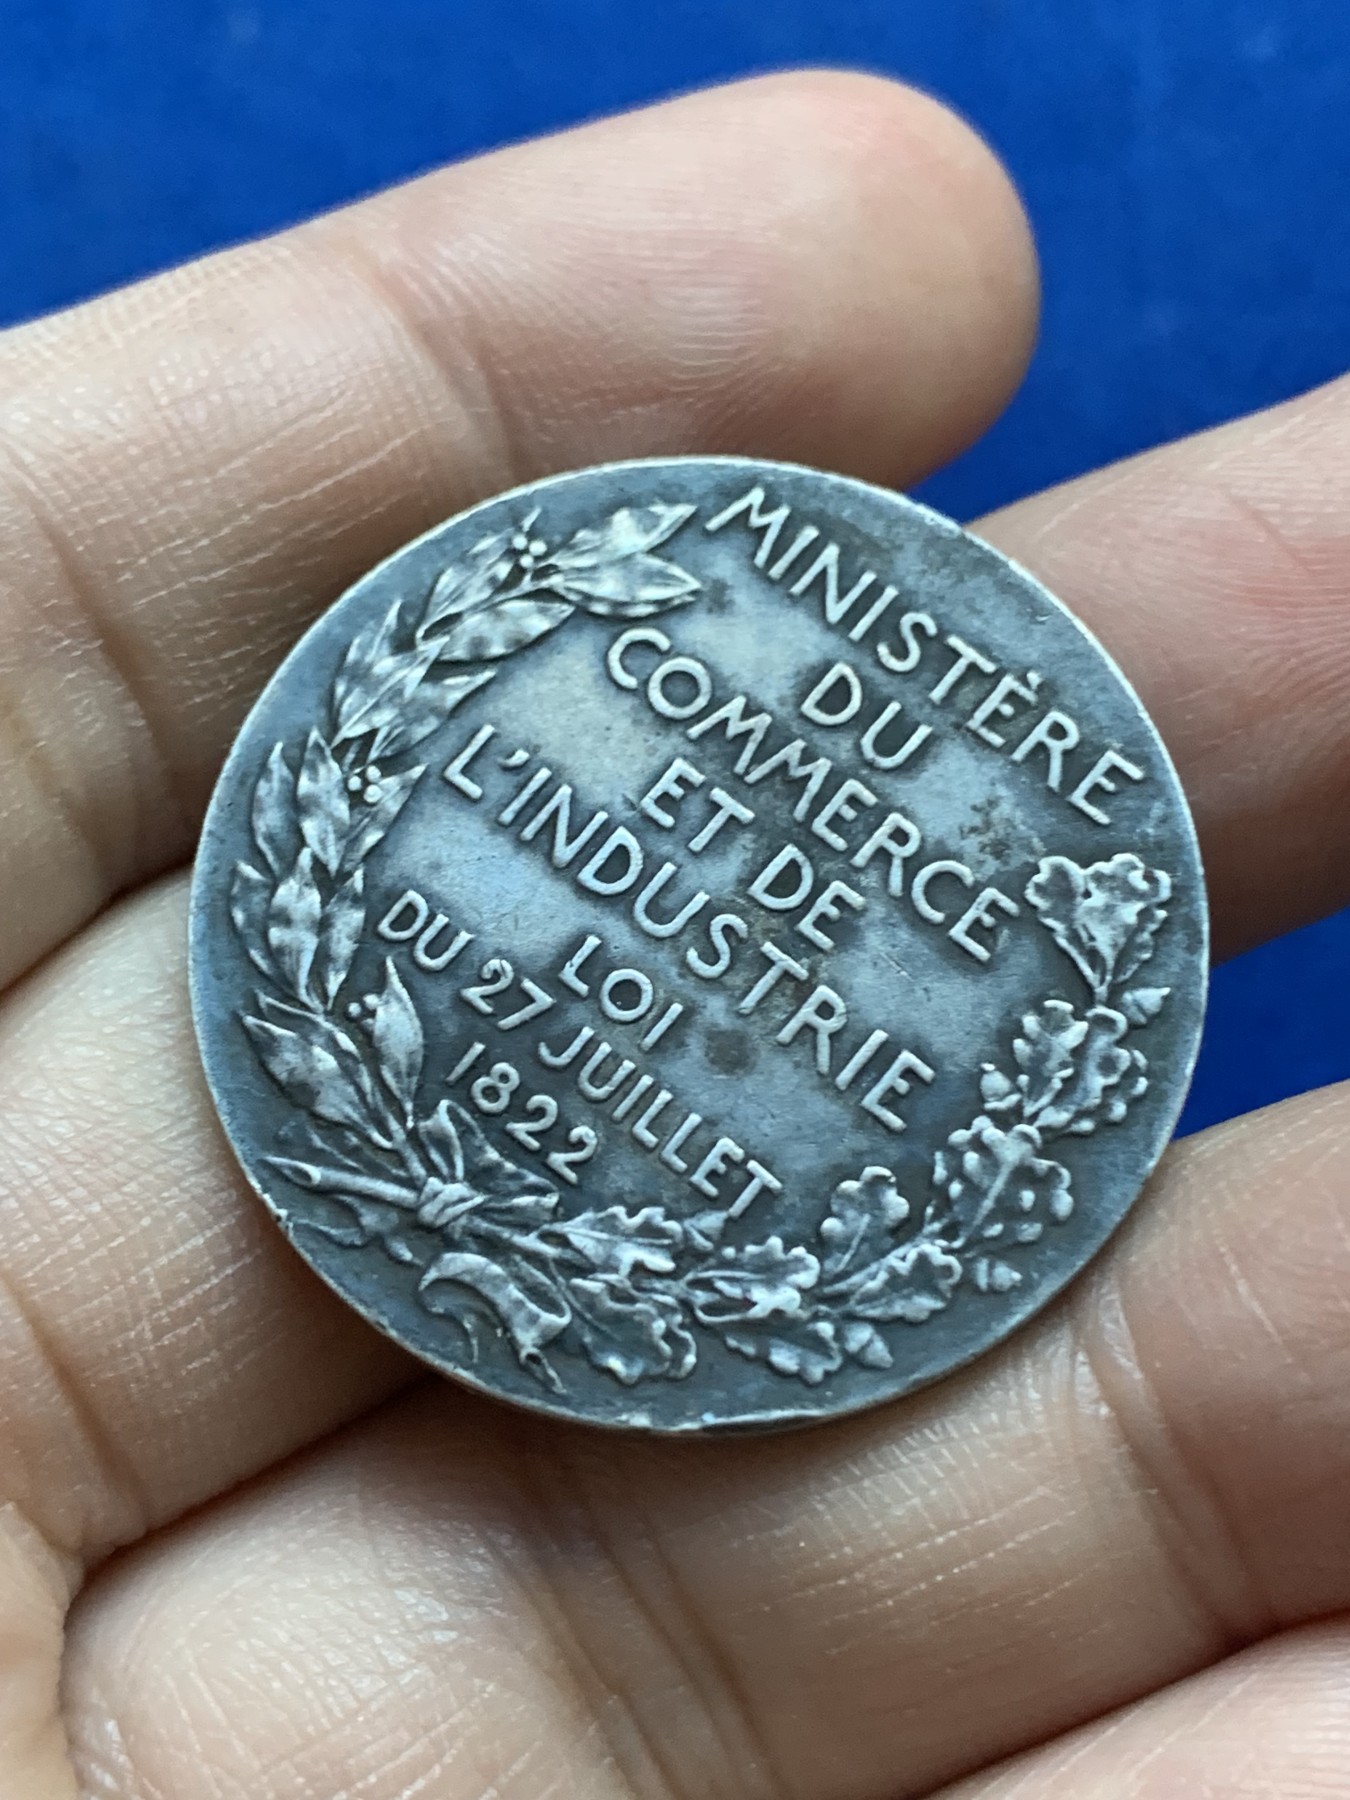 MINISTÈRE
DU
COMMERCE
ET DE
L'INDUSTRIE
LOI
DU 27 JUILLET
1822